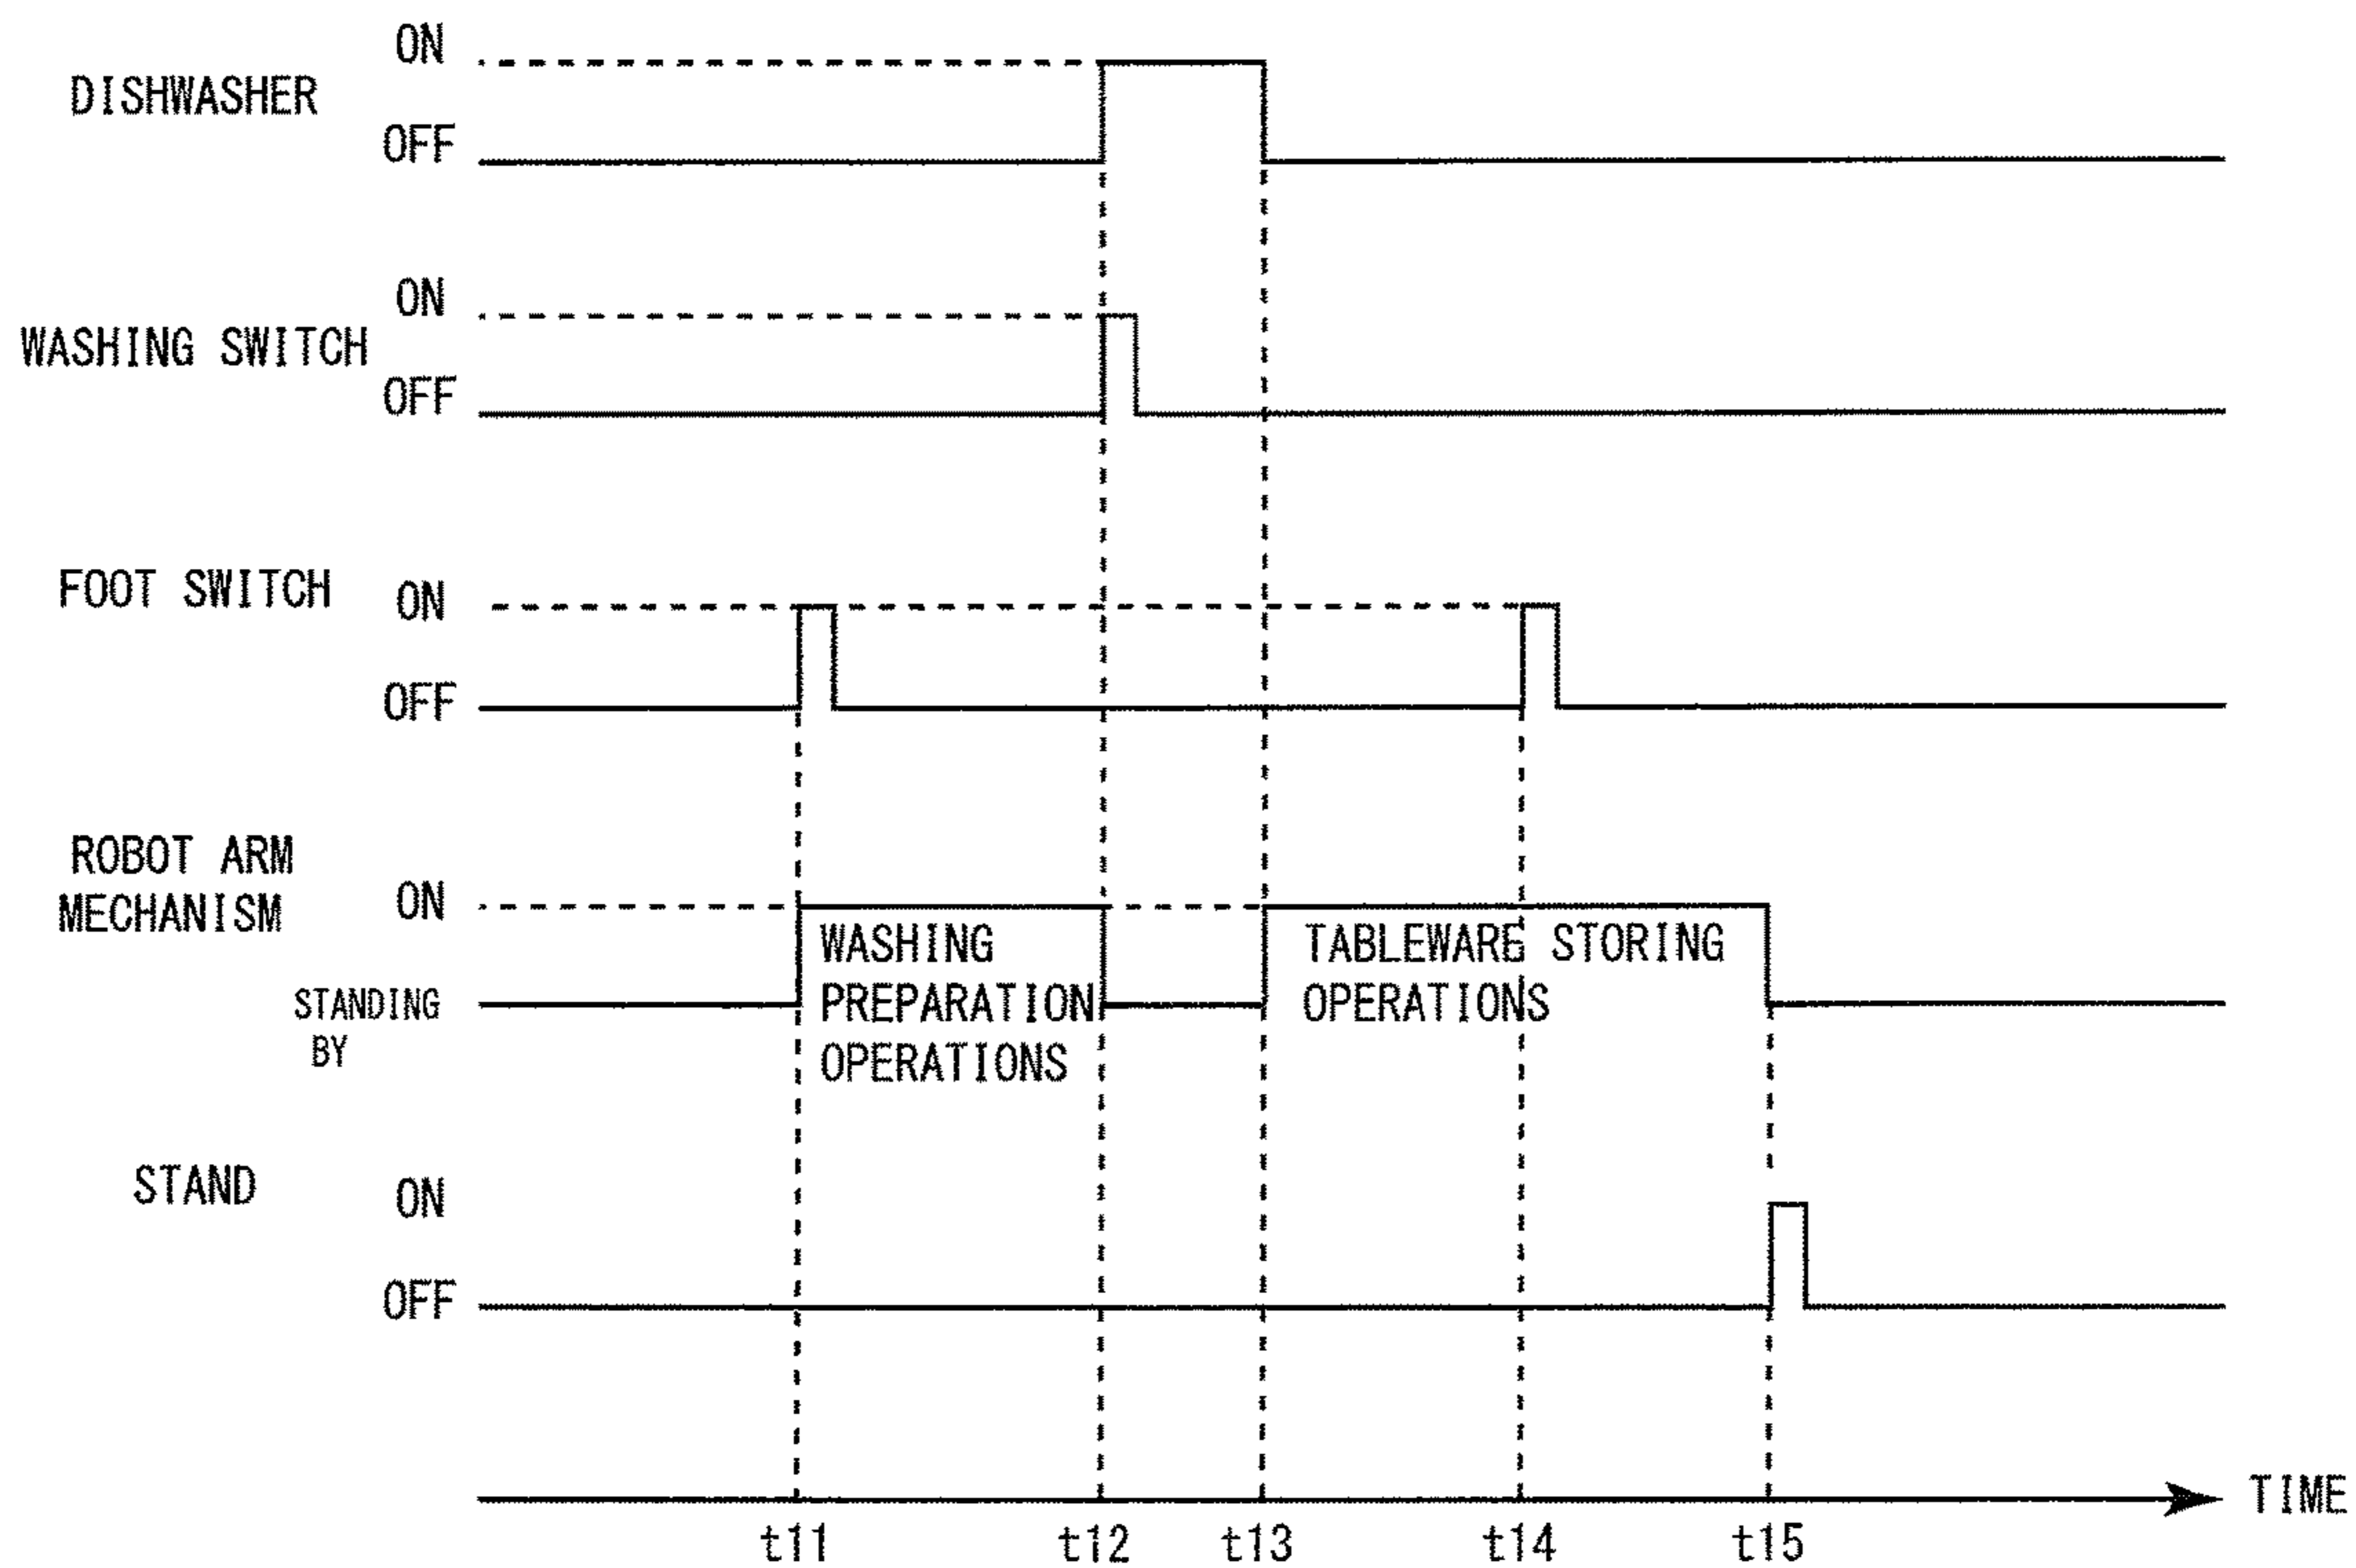 ON
DISHWASHER
OFF
ON
WASHING SWITCH
OFF
FOOT SWITCH
ON
OFF
ROBOT ARM
MECHANISM
ON
STANDING
BY
WASHING
PREPARATION
OPERATIONS
TABLEWARE STORING
OPERATIONS
STAND
ON
OFF
TIME
t11
t12
t13
t14
t15